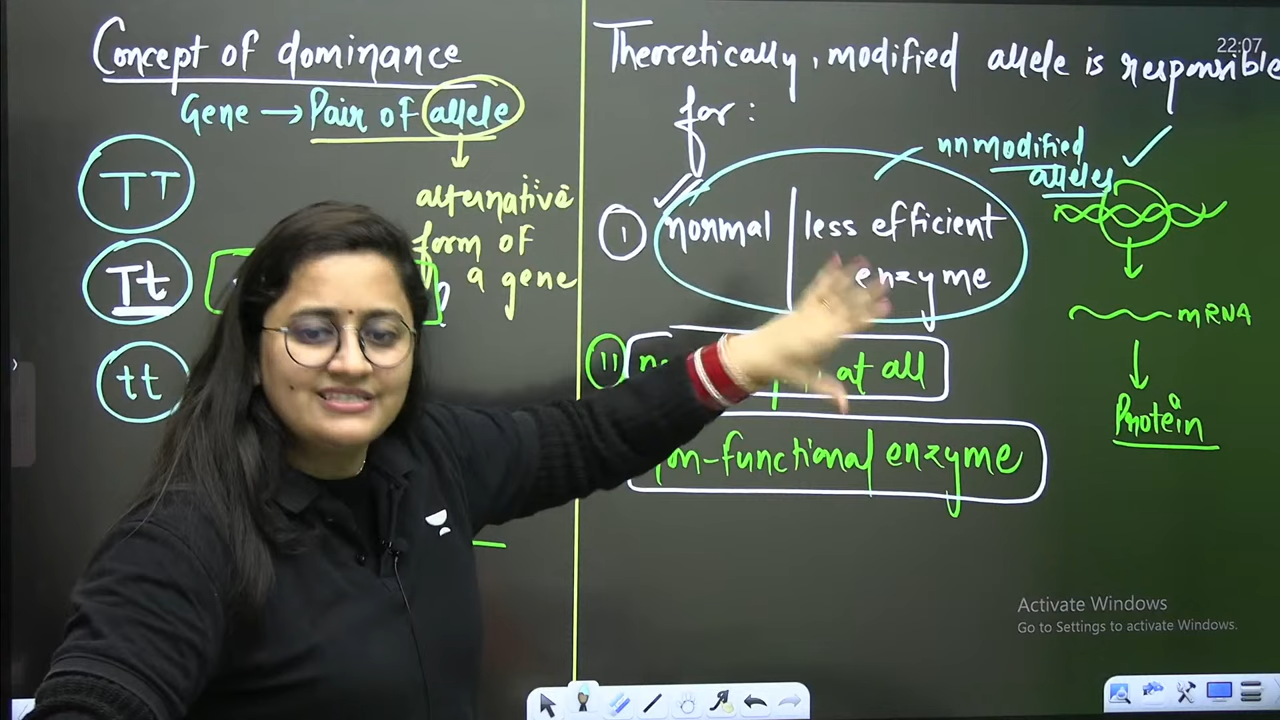 Concept of dominance
Gene → Pair of allele
TT
alternative
form of
a gene
Tt
tt
Theoretically, modified allele is responsible
for:
22:07
unmodified
alleles
① normal | less efficient
enzyme
mRNA
Protein
② at all
non-functional enzyme
Activate Windows
Go to Settings to activate Windows.